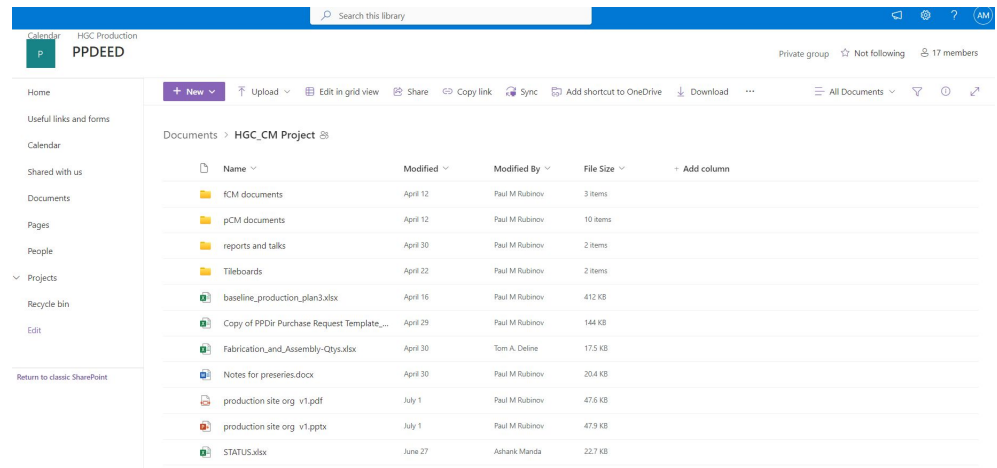 Search this library
?
AM
Calendar HGC Production
P
PPDEED
Private group Not following 17 members
Home
Useful links and forms
Calendar
Shared with us
Documents
Pages
People
Projects
Recycle bin
Edit
Return to classic SharePoint
+ New Upload Edit in grid view Share Copy link Sync Add shortcut to OneDrive Download ... All Documents
Documents > HGC_CM Project
Name Modified Modified By File Size + Add column
fCM documents April 12 Paul M Rubinov 3 items
pCM documents April 12 Paul M Rubinov 10 items
reports and talks April 30 Paul M Rubinov 2 items
Tileboards April 22 Paul M Rubinov 2 items
baseline_production_plan3.xlsx April 16 Paul M Rubinov 412 KB
Copy of PPDir Purchase Request Template_... April 29 Paul M Rubinov 144 KB
Fabrication_and_Assembly-Qtys.xlsx April 30 Tom A. Deline 17.5 KB
Notes for preseries.docx April 30 Paul M Rubinov 20.4 KB
production site org v1.pdf July 1 Paul M Rubinov 47.6 KB
production site org v1.pptx July 1 Paul M Rubinov 47.9 KB
STATUS.xlsx June 27 Ashank Manda 22.7 KB